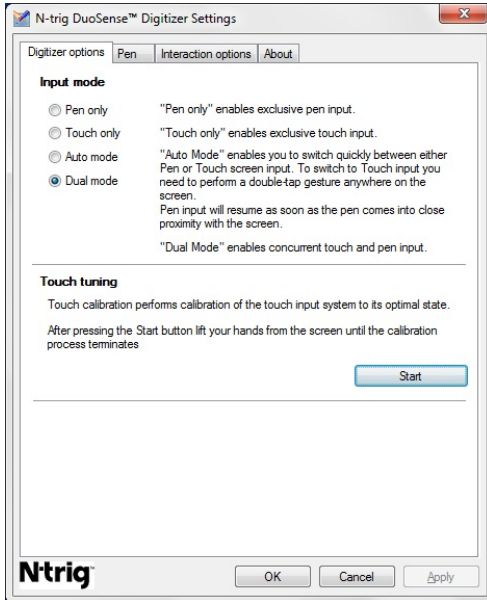 N-trig DuoSense™ Digitizer Settings
Digitizer options Pen Interaction options About
Input mode
Pen only "Pen only" enables exclusive pen input.
Touch only "Touch only" enables exclusive touch input.
Auto mode "Auto Mode" enables you to switch quickly between either
Pen or Touch screen input. To switch to Touch input you
Dual mode need to perform a double-tap gesture anywhere on the
screen.
Pen input will resume as soon as the pen comes into close
proximity with the screen.
"Dual Mode" enables concurrent touch and pen input.
Touch tuning
Touch calibration performs calibration of the touch input system to its optimal state.
After pressing the Start button lift your hands from the screen until the calibration
process terminates
Start
N-trig™ OK Cancel Apply